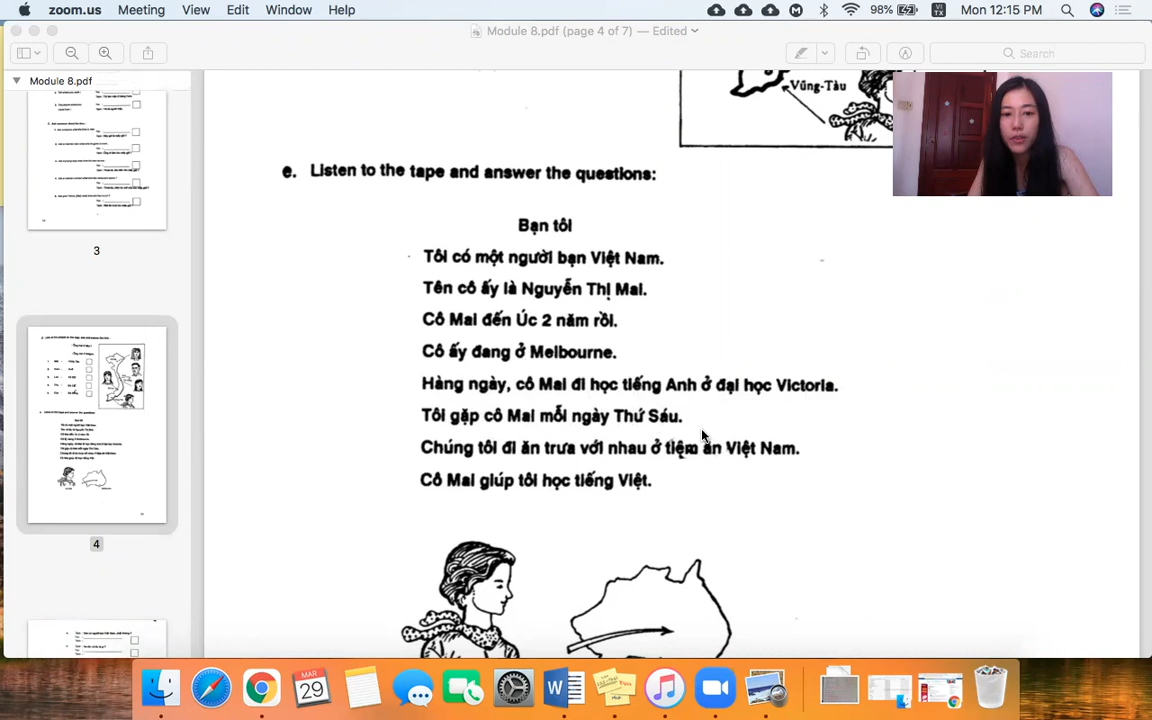 zoom.us Meeting View Edit Window Help 98% VI TX Mon 12:15 PM
Module 8.pdf (page 4 of 7) — Edited
Search
Module 8.pdf
3
4
Vũng-Tàu
e. Listen to the tape and answer the questions:
Bạn tôi
Tôi có một người bạn Việt Nam.
Tên cô ấy là Nguyễn Thị Mai.
Cô Mai đến Úc 2 năm rồi.
Cô ấy đang ở Melbourne.
Hàng ngày, cô Mai đi học tiếng Anh ở đại học Victoria.
Tôi gặp cô Mai mỗi ngày Thứ Sáu.
Chúng tôi đi ăn trưa với nhau ở tiệm ăn Việt Nam.
Cô Mai giúp tôi học tiếng Việt.
MAR
29